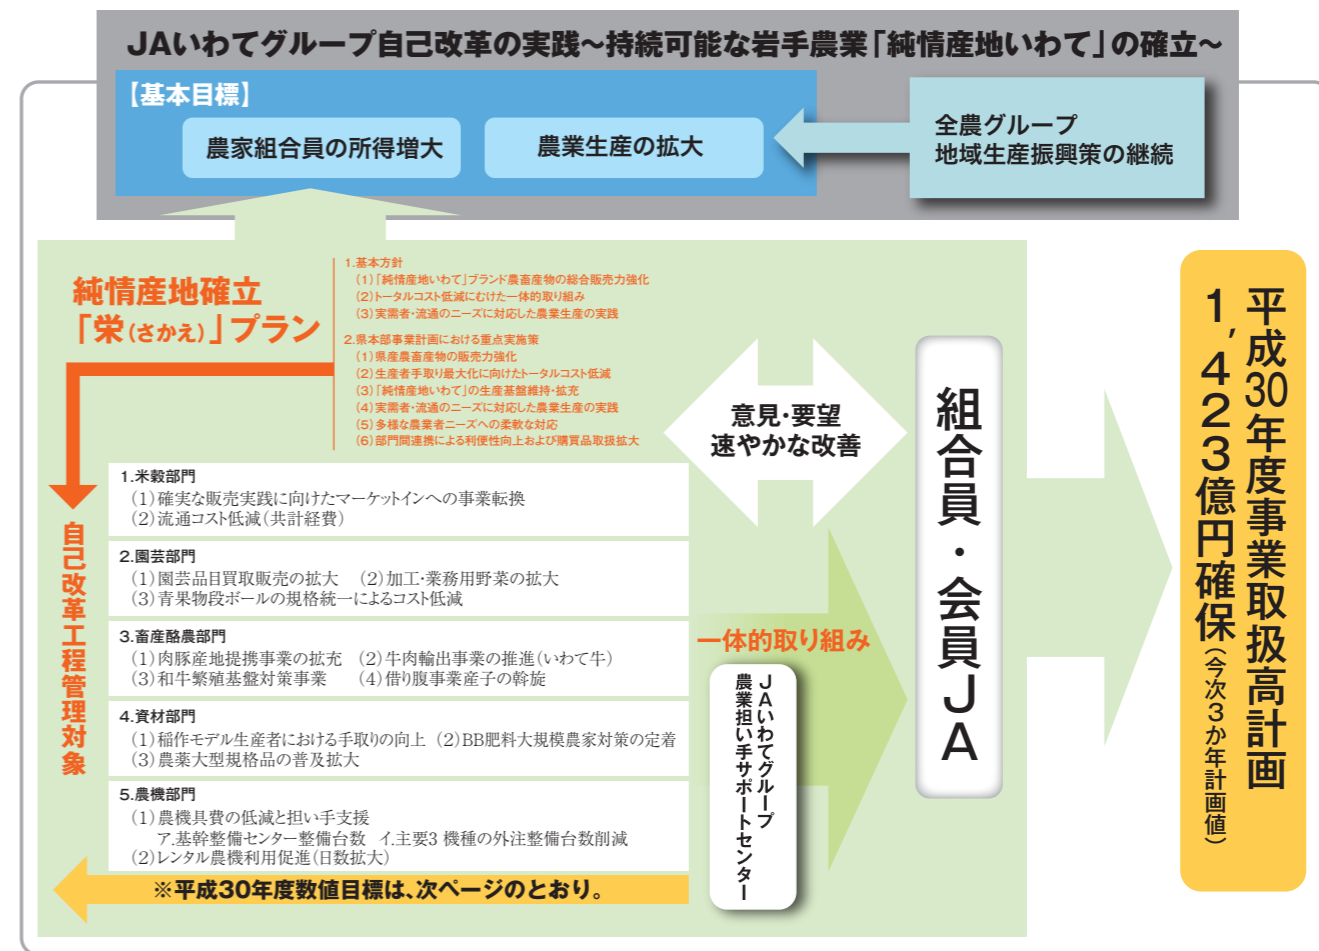 JAいわてグループ自己改革の実践～持続可能な岩手農業「純情産地いわて」の確立～
【基本目標】
農家組合員の所得増大
農業生産の拡大
全農グループ
地域生産振興策の継続
純情産地確立
「栄(さかえ)」プラン
1.基本方針
(1)「純情産地いわて」ブランド農畜産物の総合販売力強化
(2)トータルコスト低減にむけた一体的取り組み
(3)実需者・流通のニーズに対応した農業生産の実践
2.県本部事業計画における重点実施策
(1)県産農畜産物の販売力強化
(2)生産者手取り最大化に向けたトータルコスト低減
(3)「純情産地いわて」の生産基盤維持・拡充
(4)実需者・流通のニーズに対応した農業生産の実践
(5)多様な農業者ニーズへの柔軟な対応
(6)部門間連携による利便性向上および購買品取扱拡大
自己改革工程管理対象
1.米穀部門
(1)確実な販売実践に向けたマーケットインへの事業転換
(2)流通コスト低減(共計経費)
2.園芸部門
(1)園芸品目買取販売の拡大 (2)加工・業務用野菜の拡大
(3)青果物段ボールの規格統一によるコスト低減
3.畜産酪農部門
(1)肉豚産地提携事業の拡充 (2)牛肉輸出事業の推進(いわて牛)
(3)和牛繁殖基盤対策事業 (4)借り腹事業産子の斡旋
4.資材部門
(1)稲作モデル生産者における手取りの向上 (2)BB肥料大規模農家対策の定着
(3)農薬大型規格品の普及拡大
5.農機部門
(1)農機具費の低減と担い手支援
ア.基幹整備センター整備台数 イ.主要3 機種の外注整備台数削減
(2)レンタル農機利用促進(日数拡大)
※平成30年度数値目標は、次ページのとおり。
意見・要望
速やかな改善
一体的取り組み
JAいわてグループ
農業担い手サポートセンター
組合員・会員JA
平成30年度事業取扱高計画
1,423億円確保(今次3か年計画値)